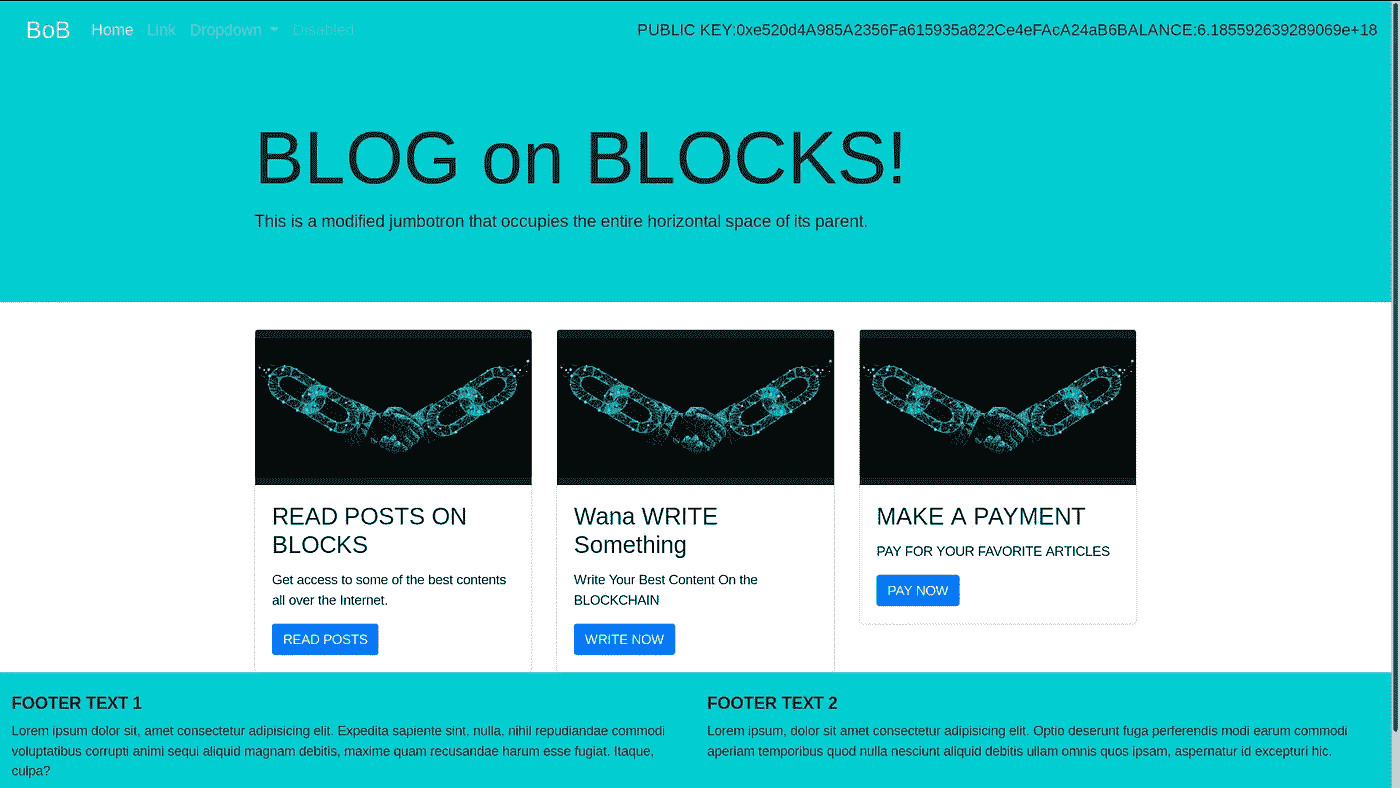 BoB Home Link Dropdown Disabled PUBLIC KEY:0xe520d4A985A2356Fa615935a822Ce4eFAcA24aB6BALANCE:6.185592639289069e+18
BLOG on BLOCKS!
This is a modified jumbotron that occupies the entire horizontal space of its parent.
READ POSTS ON
BLOCKS
Get access to some of the best contents
all over the Internet.
READ POSTS
Wana WRITE
Something
Write Your Best Content On the
BLOCKCHAIN
WRITE NOW
MAKE A PAYMENT
PAY FOR YOUR FAVORITE ARTICLES
PAY NOW
FOOTER TEXT 1
Lorem ipsum dolor sit, amet consectetur adipisicing elit. Expedita sapiente sint, nulla, nihil repudiandae commodi
voluptatibus corrupti animi sequi aliquid magnam debitis, maxime quam recusandae harum esse fugiat. Itaque,
culpa?
FOOTER TEXT 2
Lorem ipsum, dolor sit amet consectetur adipisicing elit. Optio deserunt fuga perferendis modi earum commodi
aperiam temporibus quod nulla nesciunt aliquid debitis ullam omnis quos ipsam, aspernatur id excepturi hic.